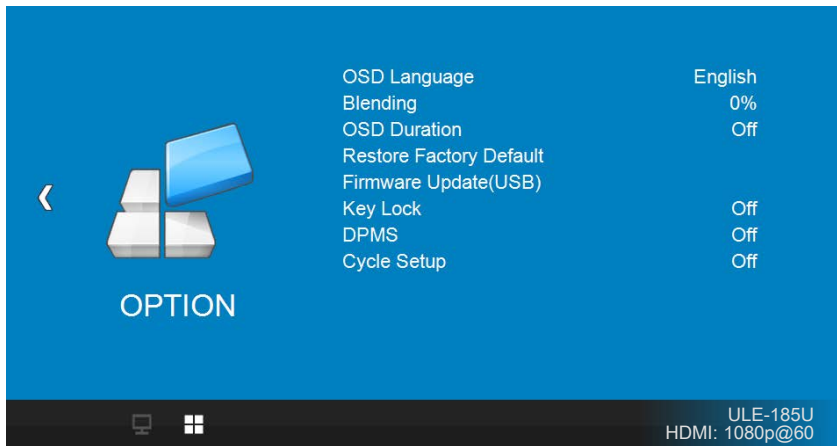 OSD Language English
Blending 0%
OSD Duration Off
Restore Factory Default
Firmware Update(USB)
Key Lock Off
DPMS Off
Cycle Setup Off
OPTION
ULE-185U
HDMI: 1080p@60